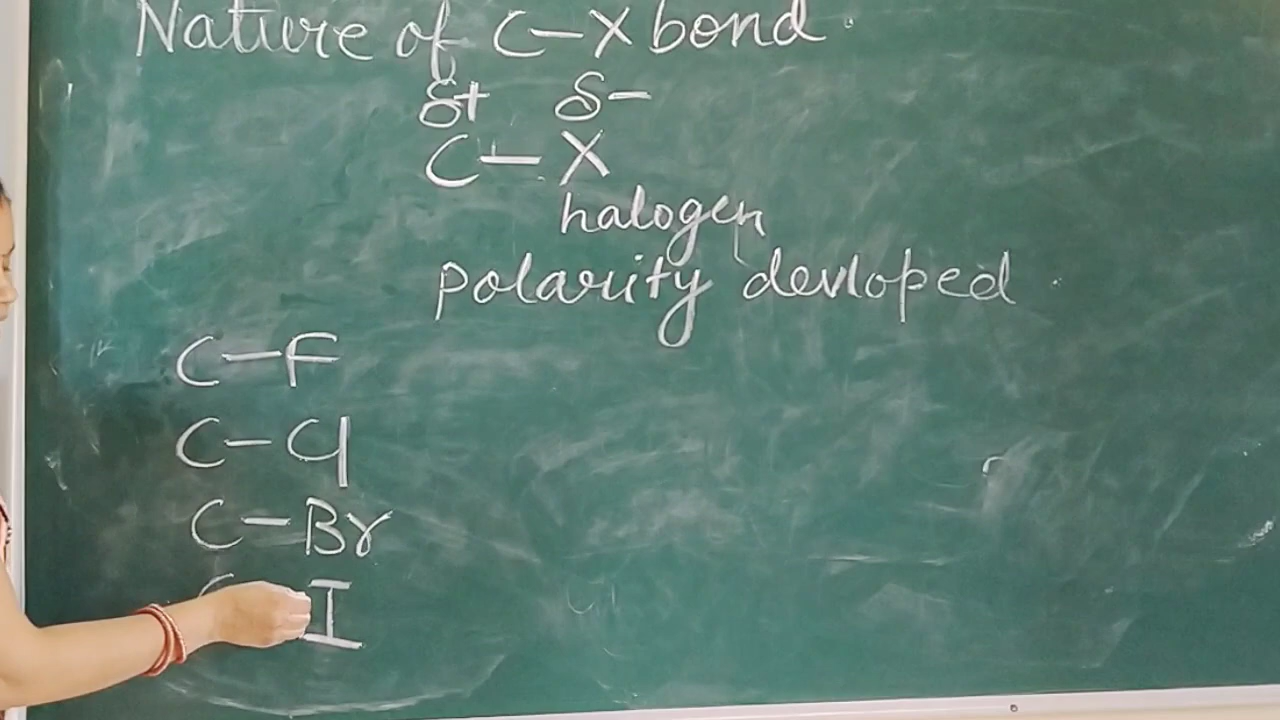 Nature of C-X bond.
δ+ δ-
C-X
halogen
polarity devloped.
C-F
C-Cl
C-Br
C I